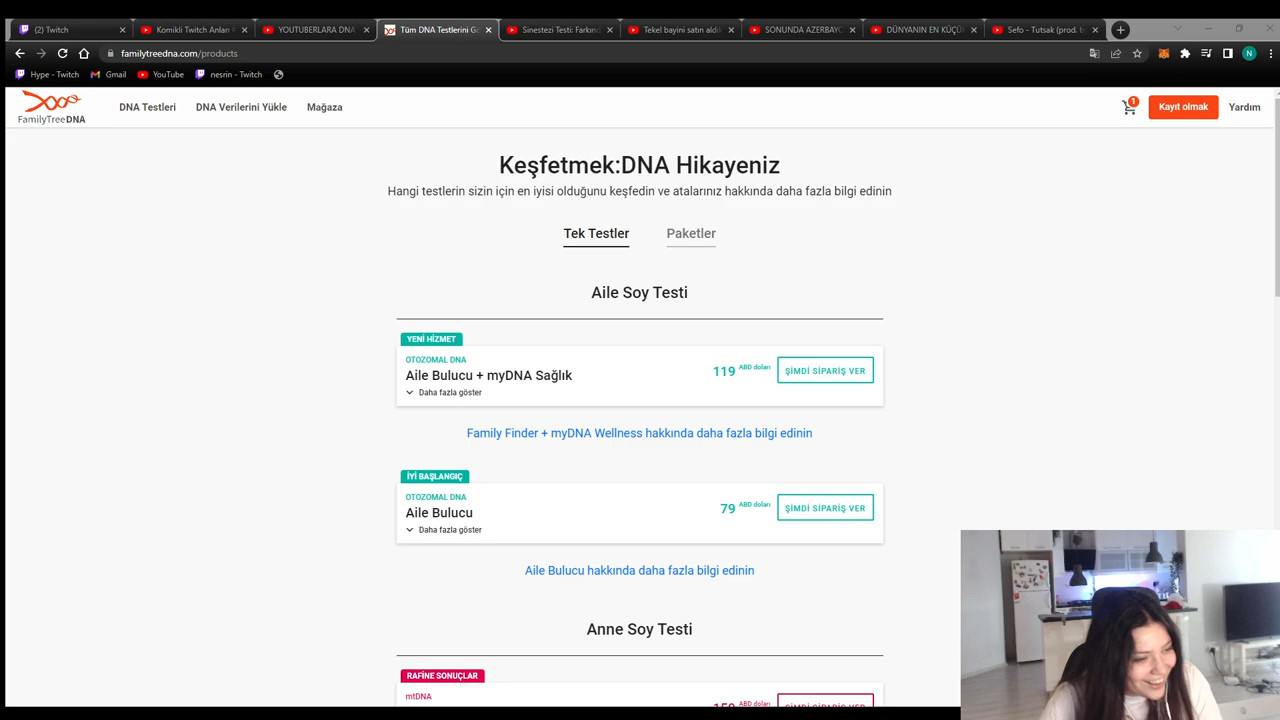 (2) Twitch
Komikli Twitch Anları #
YOUTUBERLARA DNA
Tüm DNA Testlerini Gö
Sinestezi Testi: Farkınd
Tekel bayini satın aldık
SONUNDA AZERBAYC
DÜNYANIN EN KÜÇÜK
Sefo - Tutsak (prod. b
familytreedna.com/products
N
Hype - Twitch
Gmail
YouTube
nesrin - Twitch
FamilyTreeDNA
DNA Testleri
DNA Verilerini Yükle
Mağaza
1
Kayıt olmak
Yardım
Keşfetmek:DNA Hikayeniz
Hangi testlerin sizin için en iyisi olduğunu keşfedin ve atalarınız hakkında daha fazla bilgi edinin
Tek Testler
Paketler
Aile Soy Testi
YENİ HİZMET
OTOZOMAL DNA
Aile Bulucu + myDNA Sağlık
Daha fazla göster
119 ABD doları
ŞİMDİ SİPARİŞ VER
Family Finder + myDNA Wellness hakkında daha fazla bilgi edinin
İYİ BAŞLANGIÇ
OTOZOMAL DNA
Aile Bulucu
Daha fazla göster
79 ABD doları
ŞİMDİ SİPARİŞ VER
Aile Bulucu hakkında daha fazla bilgi edinin
Anne Soy Testi
RAFİNE SONUÇLAR
mtDNA
ABD doları